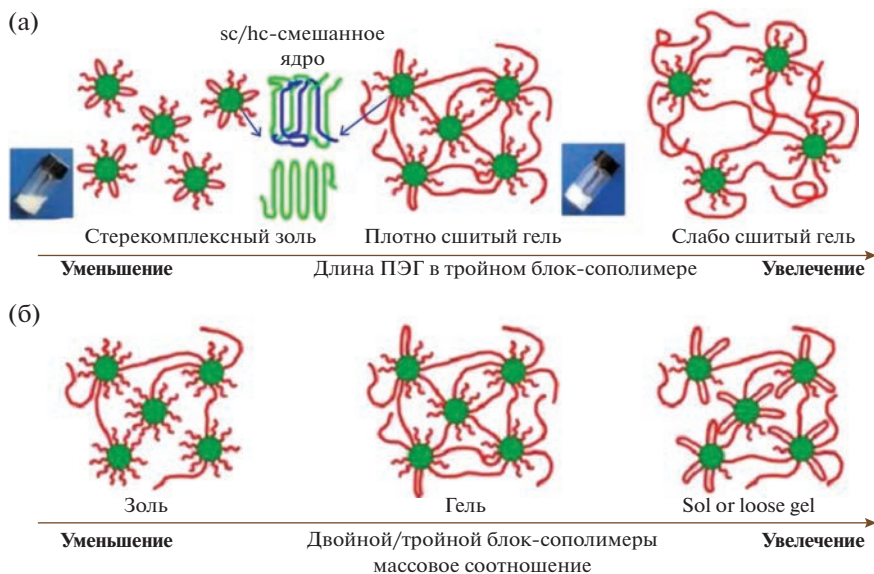 (а)
sc/hc-смешанное
ядро
Стерекомплексный золь
Плотно сшитый гель
Слабо сшитый гель
Уменьшение
Длина ПЭГ в тройном блок-сополимере
Увелечение
(б)
Золь
Гель
Sol or loose gel
Уменьшение
Двойной/тройной блок-сополимеры
массовое соотношение
Увелечение